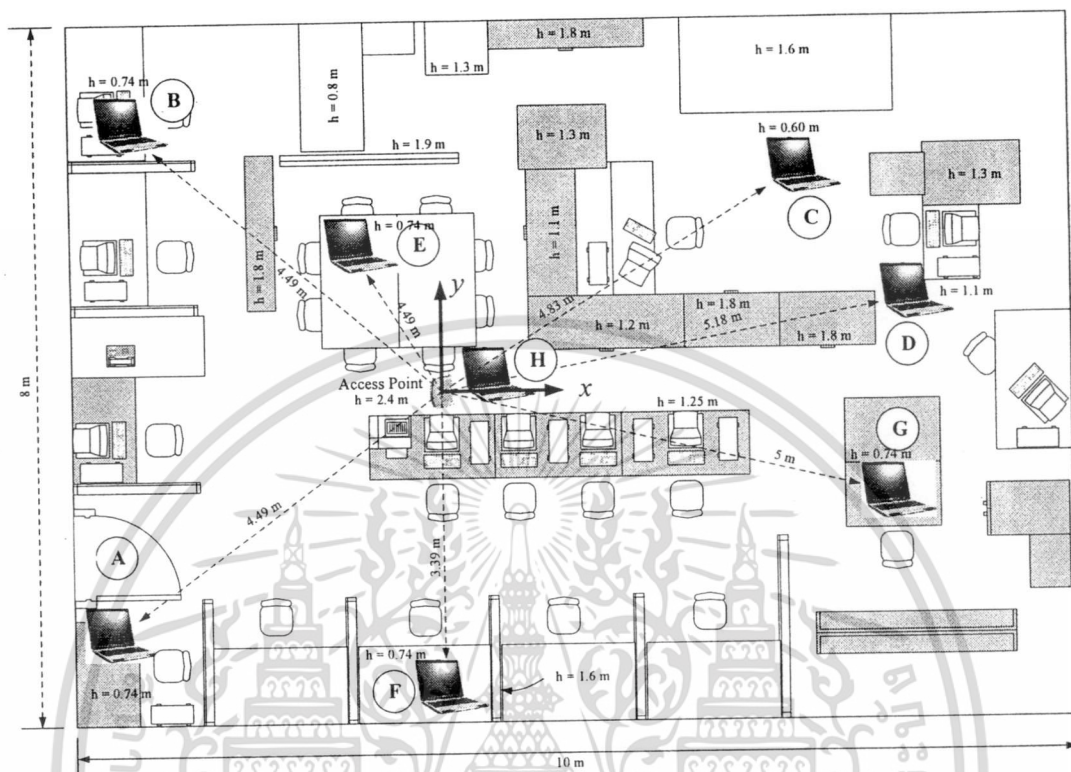 h = 1.8 m
h = 1.6 m
h = 1.3 m
h = 0.74 m
B
h = 0.8 m
h = 1.3 m
h = 0.60 m
h = 1.9 m
h = 1.3 m
C
h = 1.1 m
h = 0.74 m
E
h = 1.8 m
4.49 m
4.49 m
y
4.83 m
h = 1.8 m
5.18 m
h = 1.1 m
h = 1.2 m
h = 1.8 m
D
8 m
H
Access Point
h = 2.4 m
x
h = 1.25 m
G
h = 0.74 m
5 m
4.49 m
A
3.39 m
h = 0.74 m
F
h = 1.6 m
h = 0.74 m
10 m